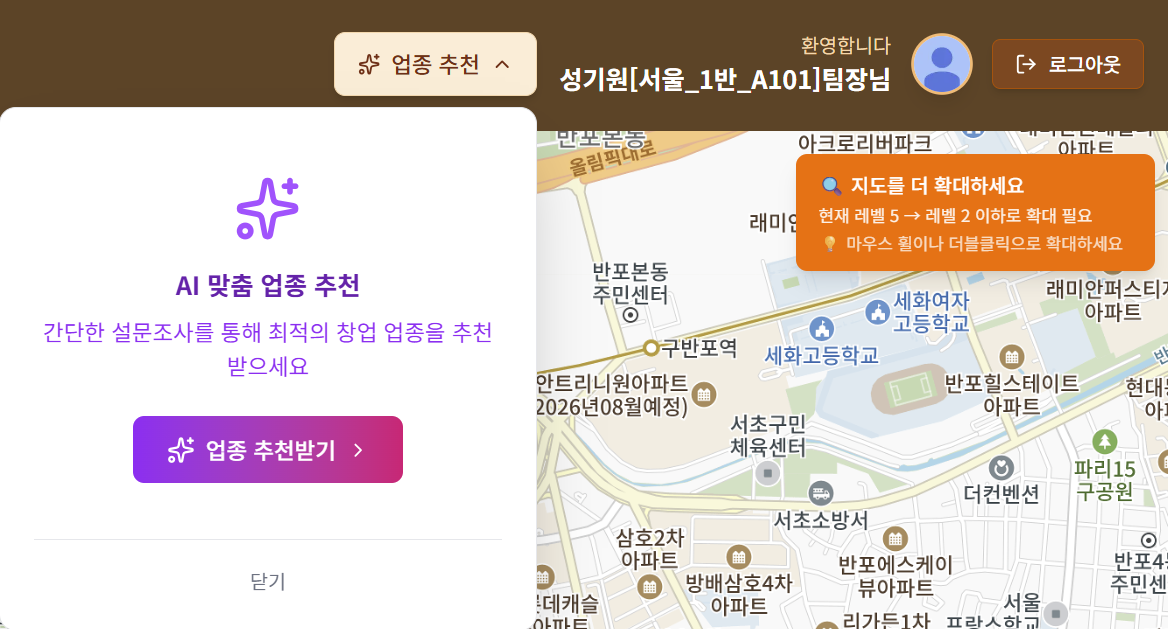 업종 추천
환영합니다
성기원[서울_1반_A101]팀장님
로그아웃
AI 맞춤 업종 추천
간단한 설문조사를 통해 최적의 창업 업종을 추천
받으세요
업종 추천받기
닫기
지도를 더 확대하세요
현재 레벨 5 → 레벨 2 이하로 확대 필요
마우스 휠이나 더블클릭으로 확대하세요
반포본동
올림픽대로
아크로리버파크
아파트
래미안
반포본동
주민센터
래미안퍼스티지
아파트
세화여자
고등학교
세화고등학교
구반포역
안트리니원아파트
2026년08월예정)
반포힐스테이트
아파트
현대
서초구민
체육센터
파리15
구공원
더컨벤션
서초소방서
삼호2차
아파트
반포에스케이
뷰아파트
반포4동
주민센
방배삼호4차
아파트
롯데캐슬
아파트
리가든1차
서울
프랑스학교